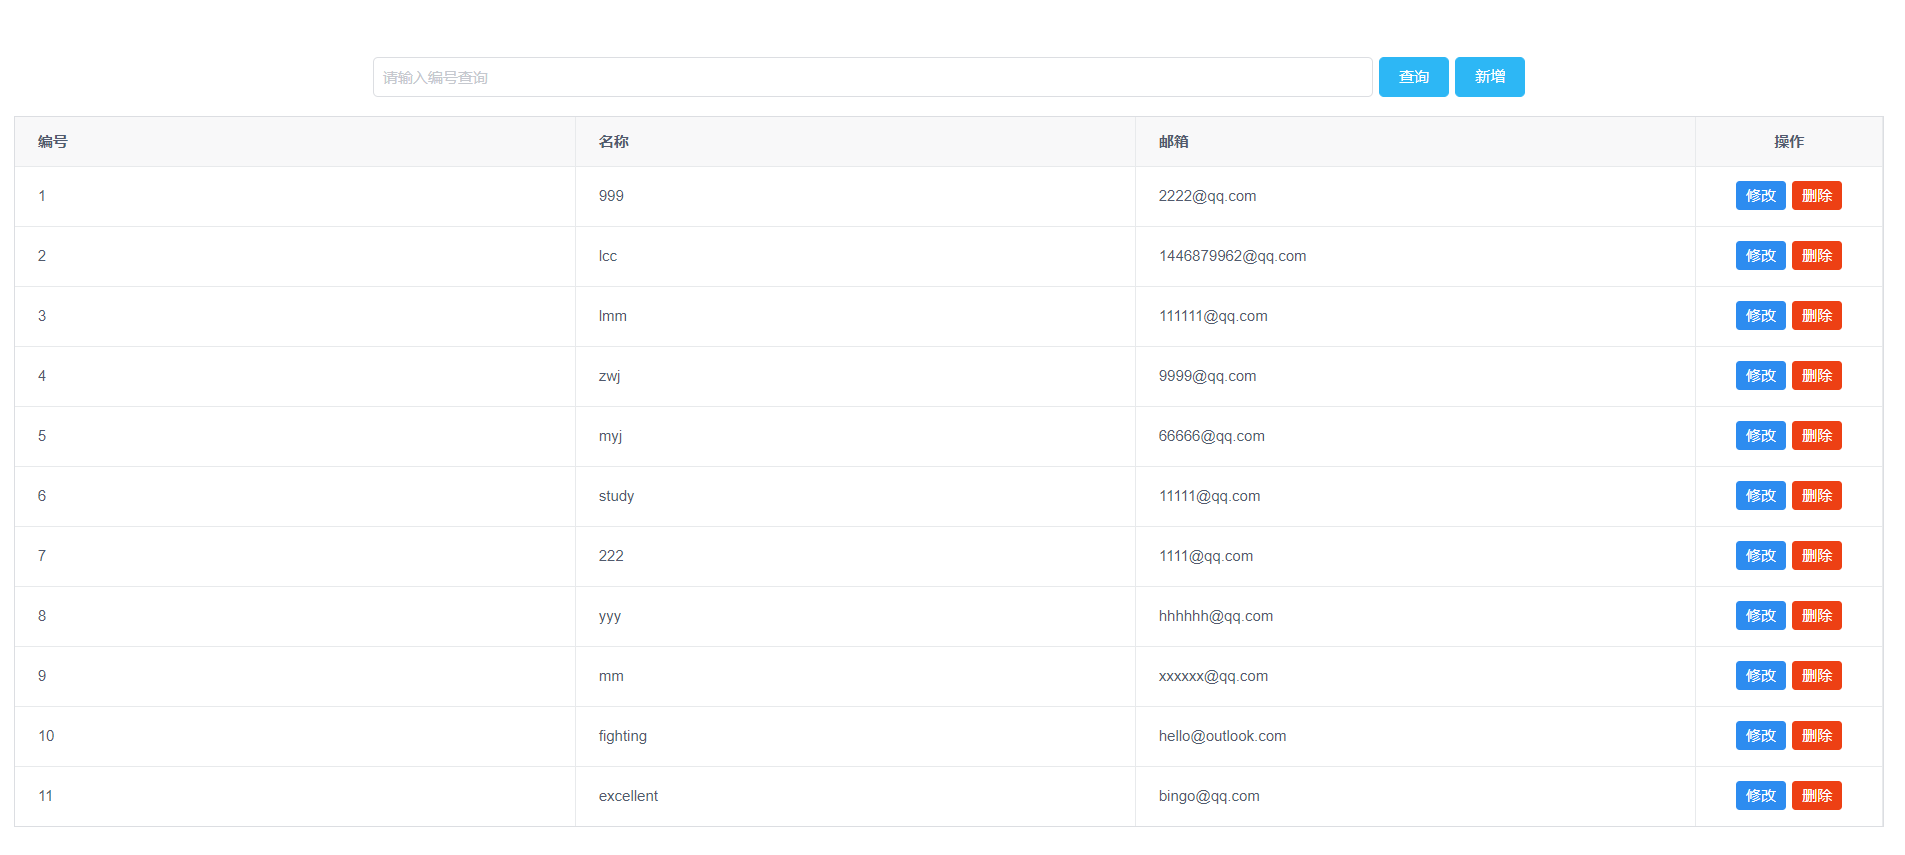 请输入编号查询 查询 新增
编号 名称 邮箱 操作
1 999 2222@qq.com 修改 删除
2 lcc 1446879962@qq.com 修改 删除
3 lmm 111111@qq.com 修改 删除
4 zwj 9999@qq.com 修改 删除
5 myj 66666@qq.com 修改 删除
6 study 11111@qq.com 修改 删除
7 222 1111@qq.com 修改 删除
8 yyy hhhhhh@qq.com 修改 删除
9 mm xxxxxx@qq.com 修改 删除
10 fighting hello@outlook.com 修改 删除
11 excellent bingo@qq.com 修改 删除